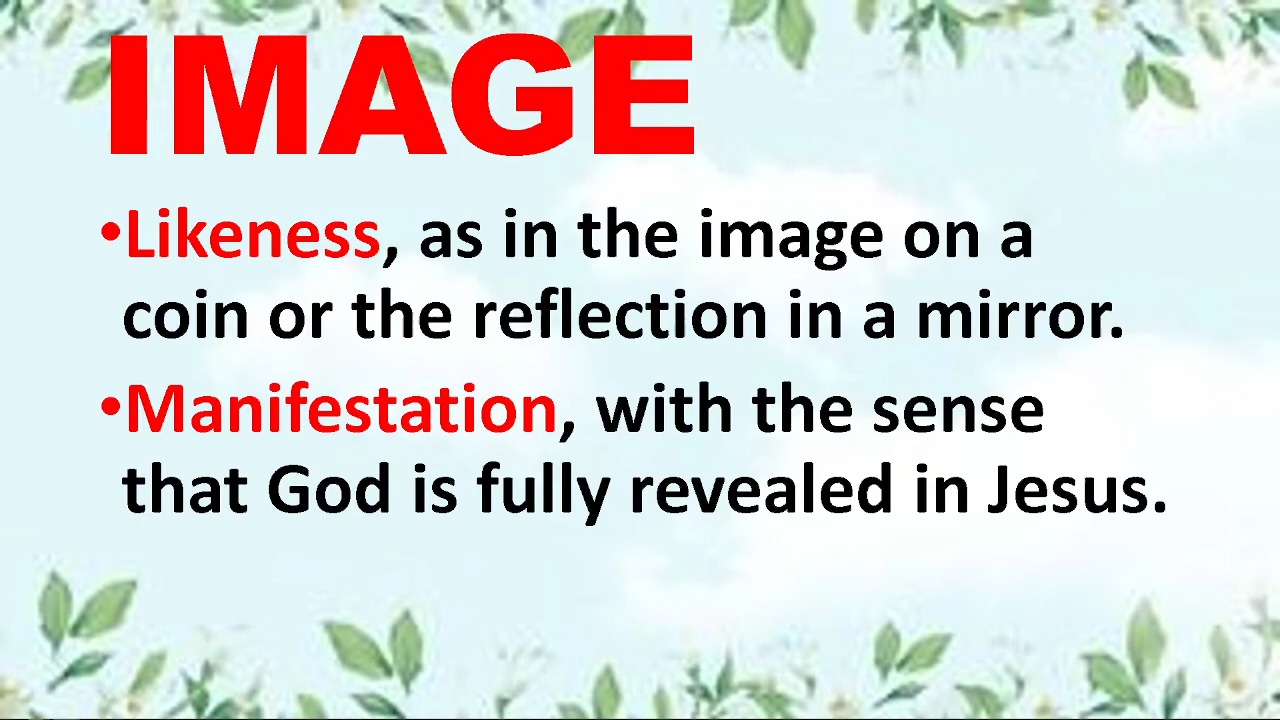 IMAGE
•Likeness, as in the image on a
coin or the reflection in a mirror.
•Manifestation, with the sense
that God is fully revealed in Jesus.